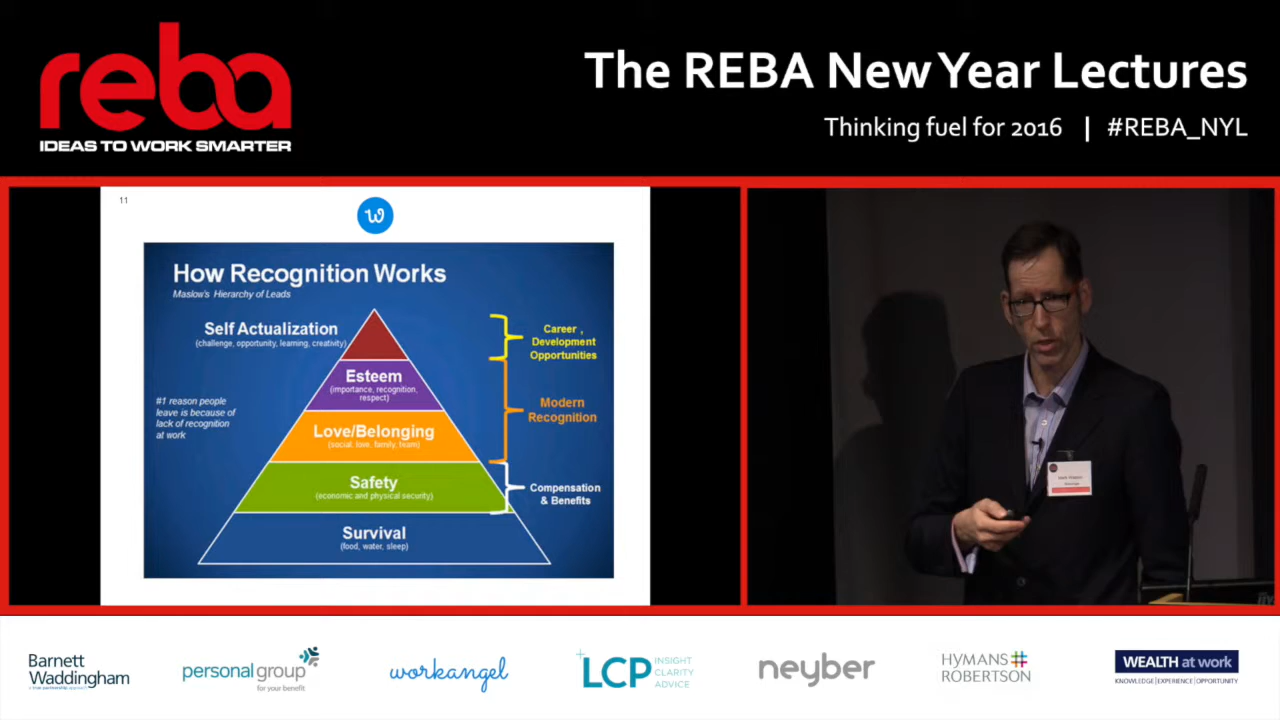 reba
IDEAS TO WORK SMARTER
The REBA New Year Lectures
Thinking fuel for 2016 | #REBA_NYL
11
w
How Recognition Works
Maslow's Hierarchy of Leads
Self Actualization
(challenge, opportunity, learning, creativity)
Esteem
(importance, recognition,
respect)
Love/Belonging
(social, love, family, team)
Safety
(economic and physical security)
Survival
(food, water, sleep)
#1 reason people
leave is because of
lack of recognition
at work
Career ,
Development
Opportunities
Modern
Recognition
Compensation
& Benefits
Barnett
Waddingham
a true partnership approach
personal group
for your benefit
workangel
LCP INSIGHT
CLARITY
ADVICE
neyber
HYMANS
ROBERTSON
WEALTH at work
KNOWLEDGE|EXPERIENCE|OPPORTUNITY